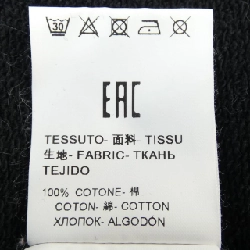 30
EAC
TESSUTO- 面料 TISSU
生地- FABRIC- ТКАНЬ
TEJIDO
100% COTONE- 棉
COTON- 綿- COTTON
ХЛОПОК- ALGODÓN